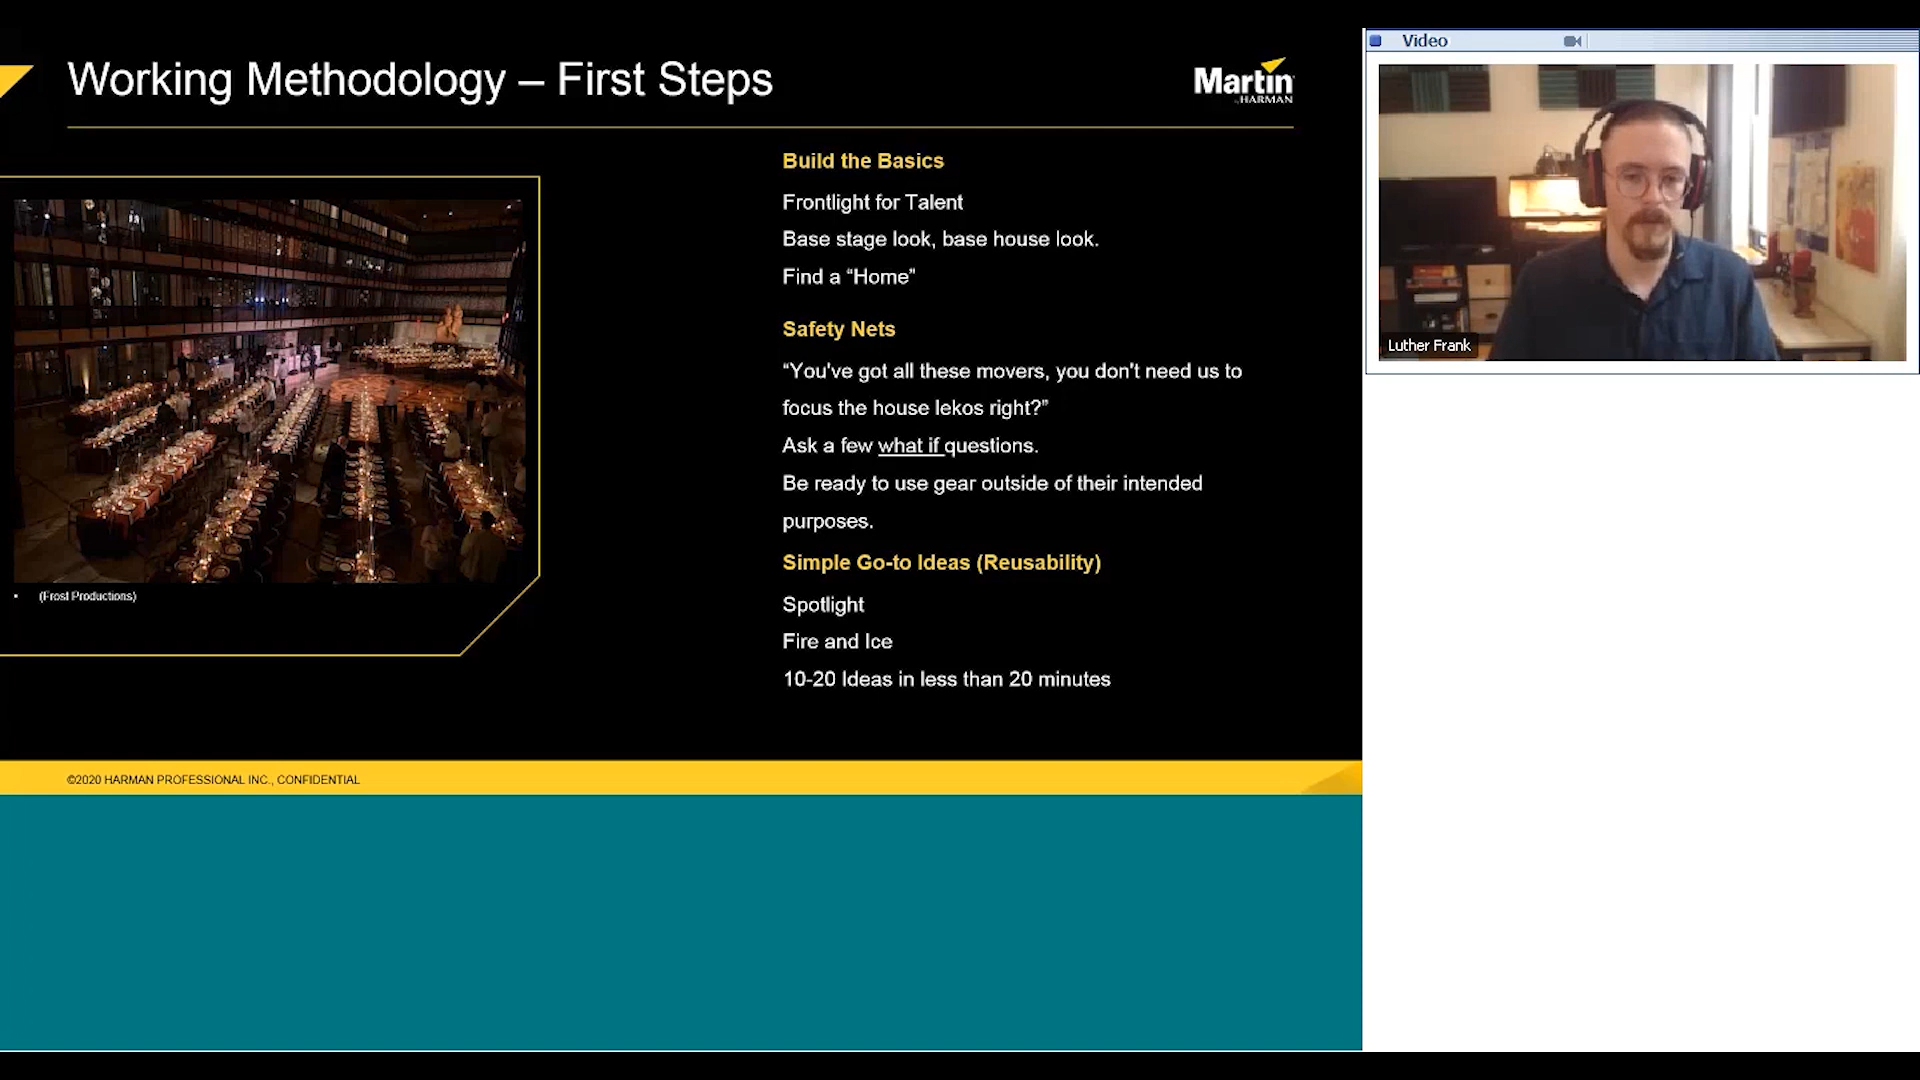 Working Methodology – First Steps
Martin
by HARMAN
Build the Basics
Frontlight for Talent
Base stage look, base house look.
Find a “Home”
Safety Nets
“You've got all these movers, you don't need us to
focus the house lekos right?”
Ask a few what if questions.
Be ready to use gear outside of their intended
purposes.
Simple Go-to Ideas (Reusability)
Spotlight
Fire and Ice
10-20 Ideas in less than 20 minutes
• (Frost Productions)
©2020 HARMAN PROFESSIONAL INC., CONFIDENTIAL
Video
Luther Frank